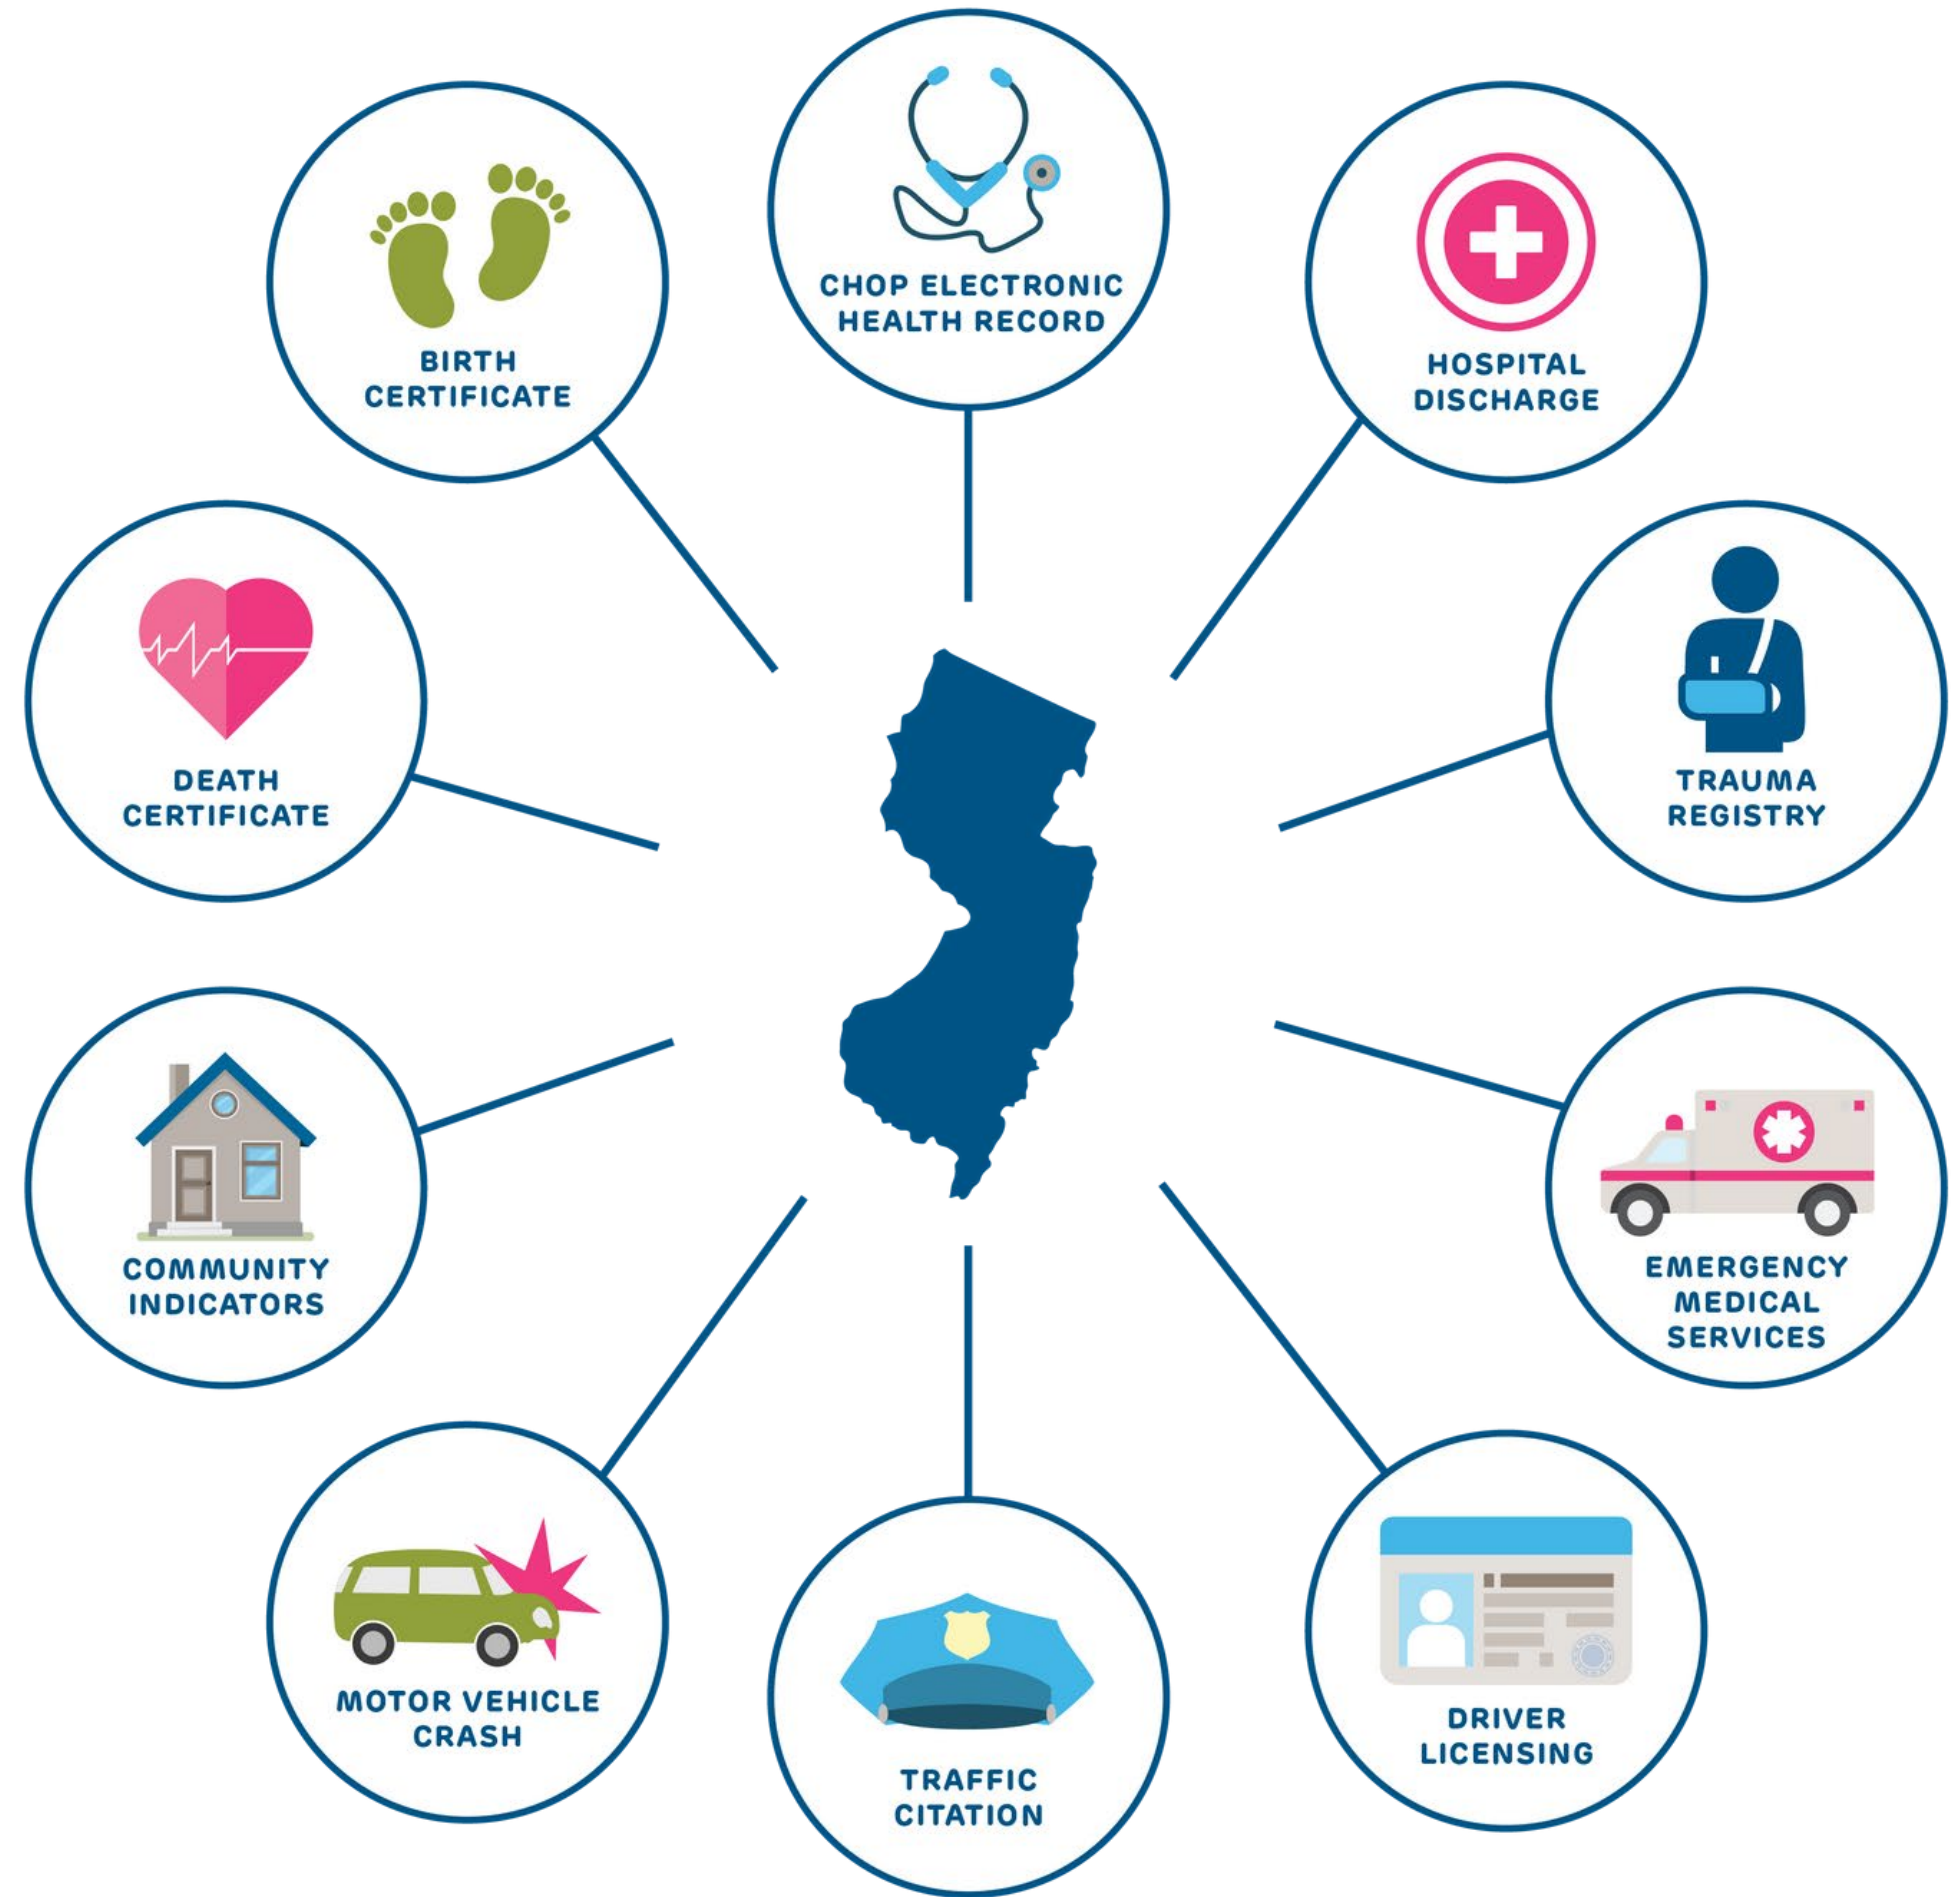 CHOP ELECTRONIC
HEALTH RECORD
BIRTH
CERTIFICATE
HOSPITAL
DISCHARGE
DEATH
CERTIFICATE
TRAUMA
REGISTRY
COMMUNITY
INDICATORS
EMERGENCY
MEDICAL
SERVICES
MOTOR VEHICLE
CRASH
TRAFFIC
CITATION
DRIVER
LICENSING